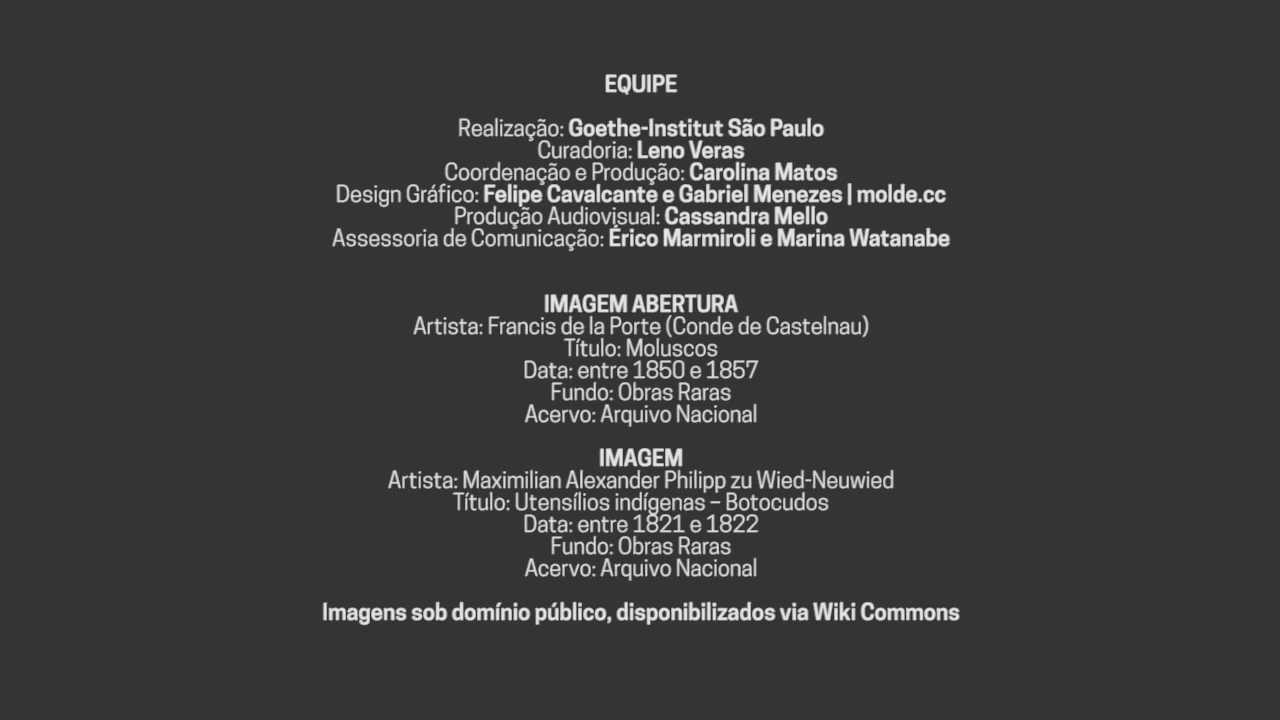 EQUIPE
Realização: Goethe-Institut São Paulo
Curadoria: Leno Veras
Coordenação e Produção: Carolina Matos
Design Gráfico: Felipe Cavalcante e Gabriel Menezes | molde.cc
Produção Audiovisual: Cassandra Mello
Assessoria de Comunicação: Érico Marmiroli e Marina Watanabe
IMAGEM ABERTURA
Artista: Francis de la Porte (Conde de Castelnau)
Título: Moluscos
Data: entre 1850 e 1857
Fundo: Obras Raras
Acervo: Arquivo Nacional
IMAGEM
Artista: Maximilian Alexander Philipp zu Wied-Neuwied
Título: Utensílios indígenas – Botocudos
Data: entre 1821 e 1822
Fundo: Obras Raras
Acervo: Arquivo Nacional
Imagens sob domínio público, disponibilizados via Wiki Commons